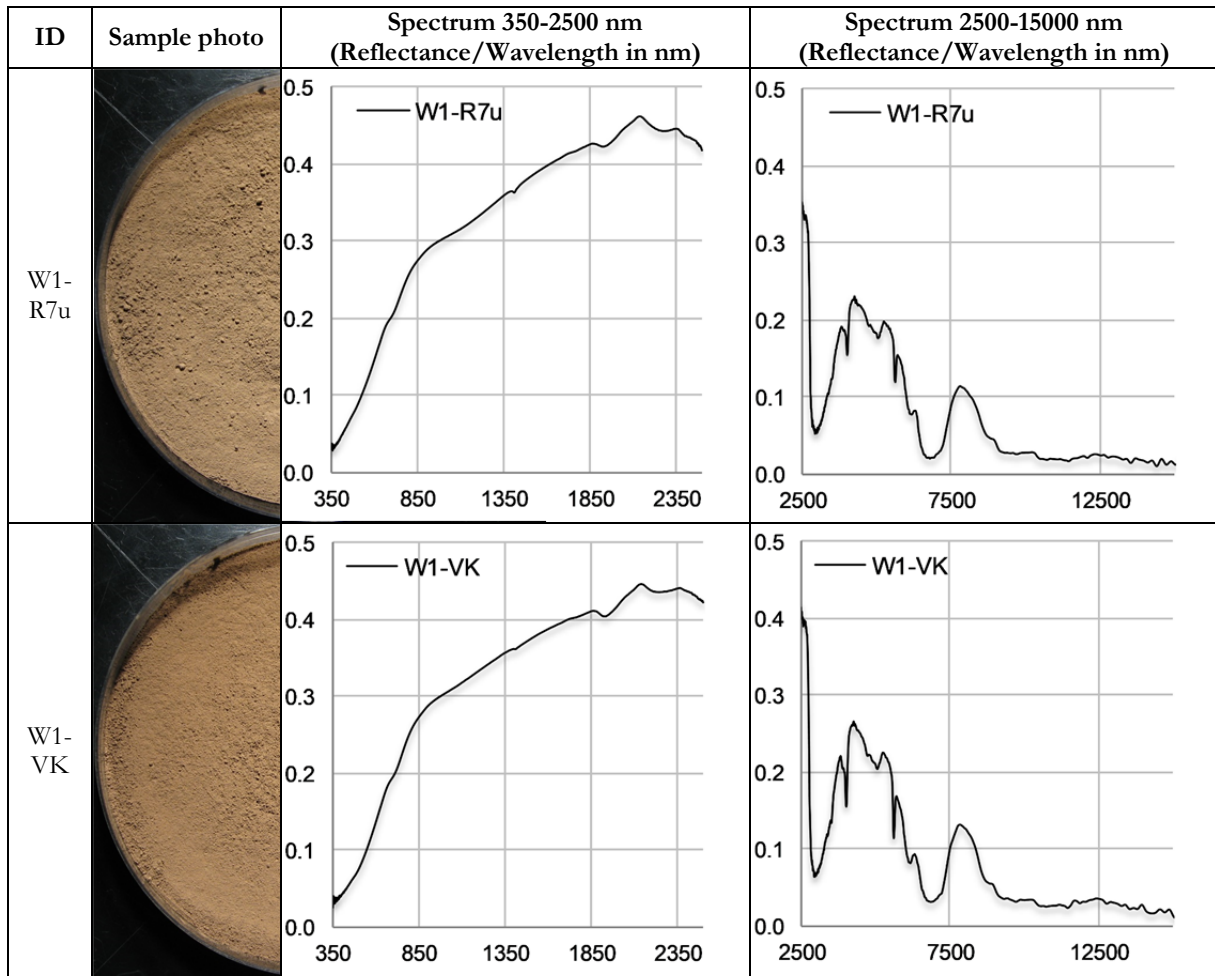 ID
Sample photo
Spectrum 350-2500 nm
(Reflectance/Wavelength in nm)
Spectrum 2500-15000 nm
(Reflectance/Wavelength in nm)
W1-
R7u
0.5
0.4
0.3
0.2
0.1
0.0
W1-R7u
350 850 1350 1850 2350
0.5
0.4
0.3
0.2
0.1
0.0
W1-R7u
2500 7500 12500
W1-
VK
0.5
0.4
0.3
0.2
0.1
0.0
W1-VK
350 850 1350 1850 2350
0.5
0.4
0.3
0.2
0.1
0.0
W1-VK
2500 7500 12500